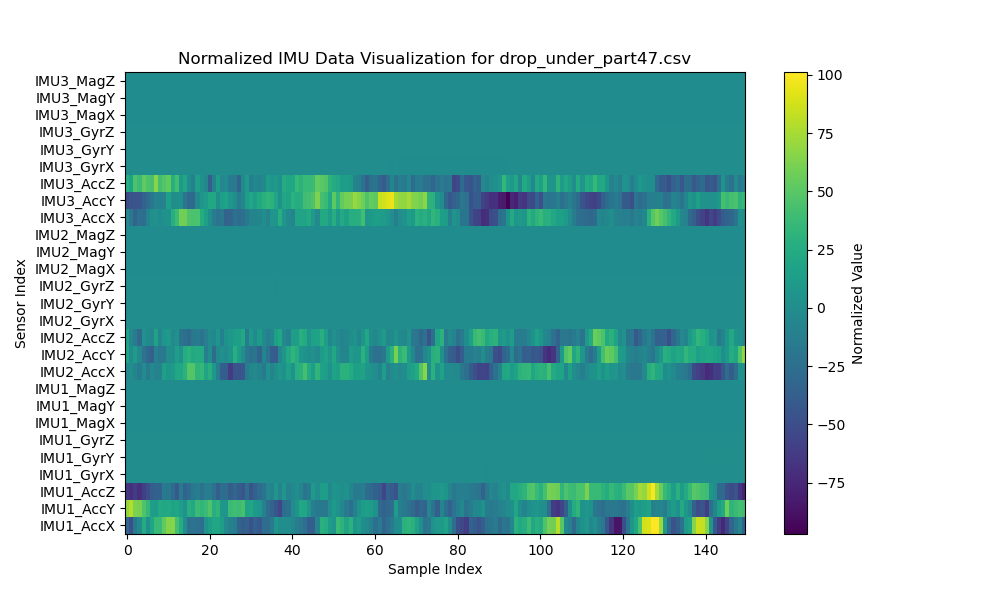 Normalized IMU Data Visualization for drop_under_part47.csv
Sensor Index
IMU3_MagZ
IMU3_MagY
IMU3_MagX
IMU3_GyrZ
IMU3_GyrY
IMU3_GyrX
IMU3_AccZ
IMU3_AccY
IMU3_AccX
IMU2_MagZ
IMU2_MagY
IMU2_MagX
IMU2_GyrZ
IMU2_GyrY
IMU2_GyrX
IMU2_AccZ
IMU2_AccY
IMU2_AccX
IMU1_MagZ
IMU1_MagY
IMU1_MagX
IMU1_GyrZ
IMU1_GyrY
IMU1_GyrX
IMU1_AccZ
IMU1_AccY
IMU1_AccX
0 20 40 60 80 100 120 140
Sample Index
100
75
50
25
0
−25
−50
−75
Normalized Value